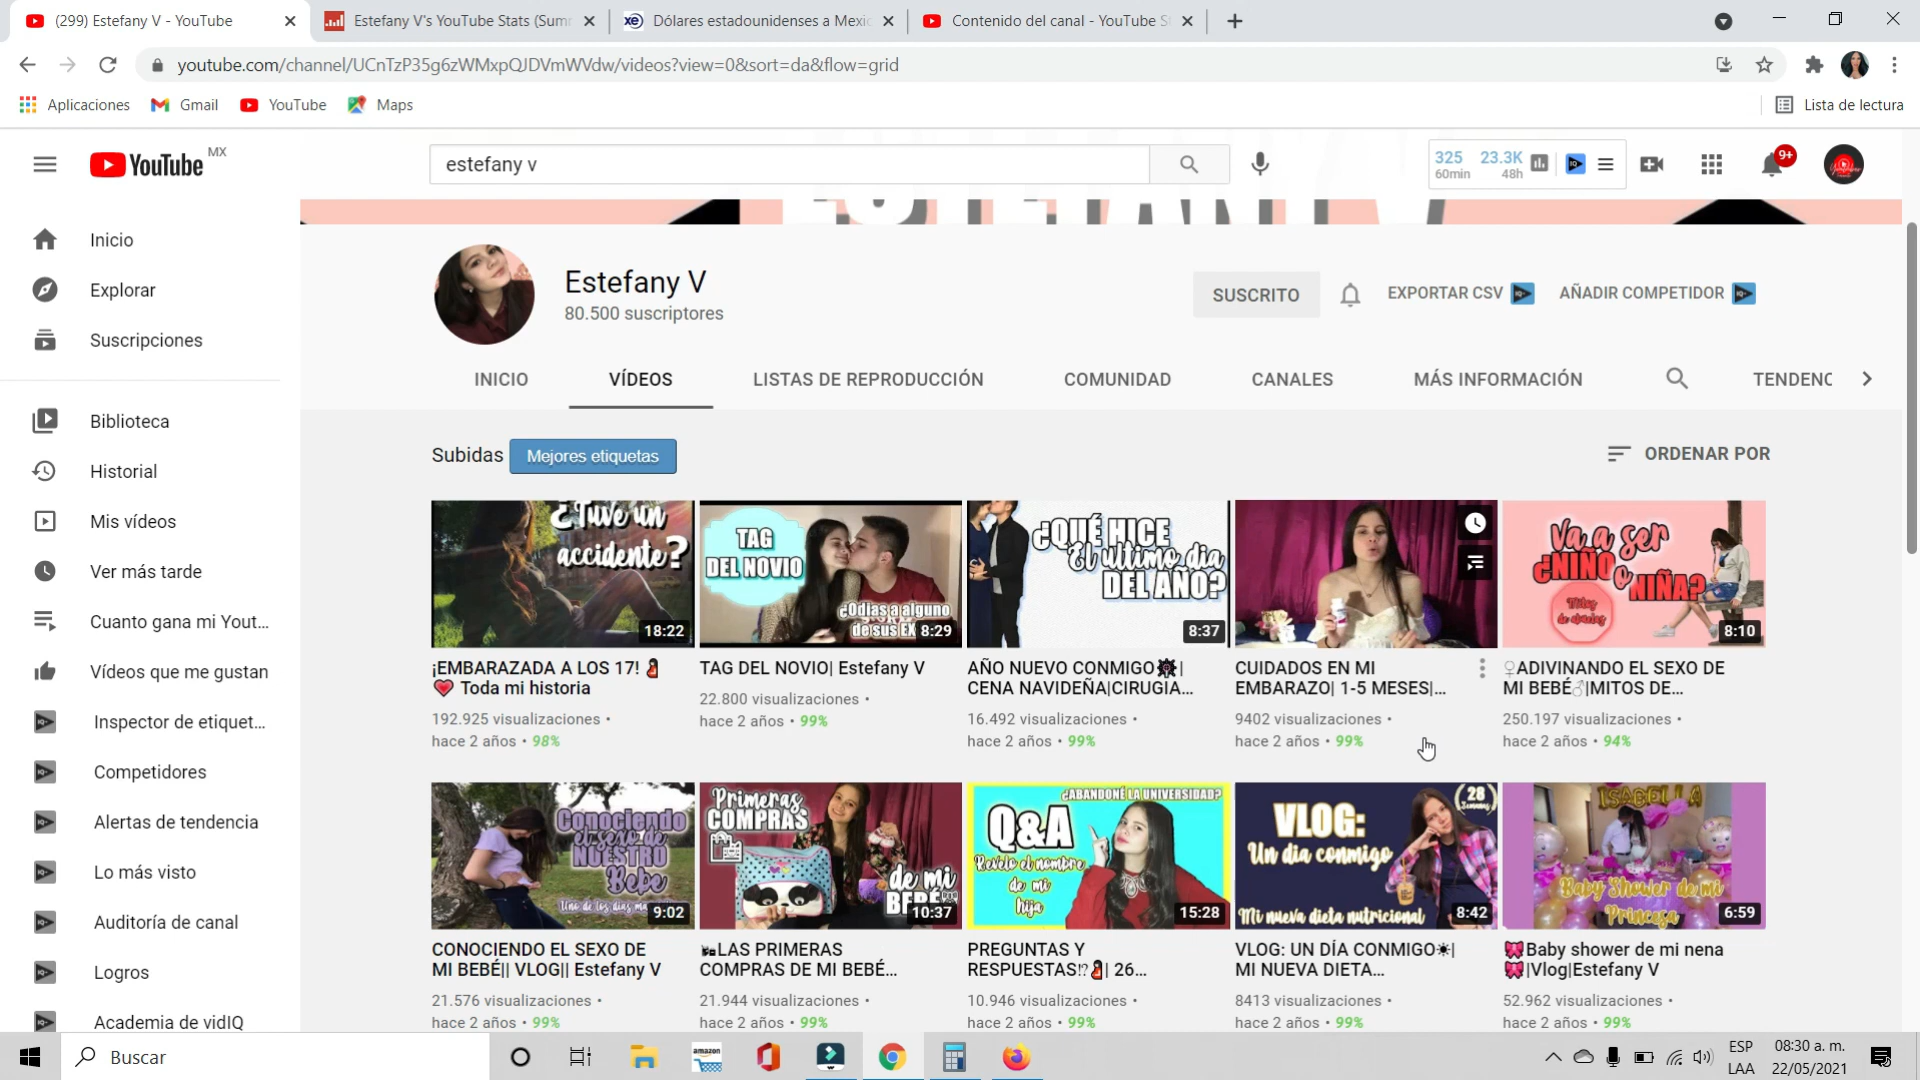 (299) Estefany V - YouTube
Estefany V's YouTube Stats (Sum
Dólares estadounidenses a Mexic
Contenido del canal - YouTube S
youtube.com/channel/UCnTzP35g6zWMxpQJDVmWVdw/videos?view=0&sort=da&flow=grid
Aplicaciones
Gmail
YouTube
Maps
Lista de lectura
YouTube MX
estefany v
325 60min
23.3K 48h
9+
ESTEFANY V
Inicio
Explorar
Suscripciones
Biblioteca
Historial
Mis vídeos
Ver más tarde
Cuanto gana mi Yout...
Vídeos que me gustan
Inspector de etiquet...
Competidores
Alertas de tendencia
Lo más visto
Auditoría de canal
Logros
Academia de vidIQ
Estefany V
80.500 suscriptores
SUSCRITO
EXPORTAR CSV
AÑADIR COMPETIDOR
INICIO
VÍDEOS
LISTAS DE REPRODUCCIÓN
COMUNIDAD
CANALES
MÁS INFORMACIÓN
TENDENC
Subidas
Mejores etiquetas
ORDENAR POR
¿Tuve un
accidente?
18:22
¡EMBARAZADA A LOS 17! 🤰
❤️ Toda mi historia
192.925 visualizaciones •
hace 2 años • 98%
TAG
DEL NOVIO
¿Odias a alguno
de sus EX
8:29
TAG DEL NOVIO| Estefany V
22.800 visualizaciones •
hace 2 años • 99%
¿QUÉ HICE
El ultimo dia
DEL AÑO?
8:37
AÑO NUEVO CONMIGO🎆|
CENA NAVIDEÑA|CIRUGIA...
16.492 visualizaciones •
hace 2 años • 99%
CUIDADOS EN MI
EMBARAZO| 1-5 MESES|...
9402 visualizaciones •
hace 2 años • 99%
Va a ser
¿NIÑO o
NIÑA?
Mitos
8:10
♀ADIVINANDO EL SEXO DE
MI BEBÉ♂|MITOS DE...
250.197 visualizaciones •
hace 2 años • 94%
Conociendo
el sexo de
NUESTRO
Bebe
Uno de los dias
9:02
CONOCIENDO EL SEXO DE
MI BEBÉ|| VLOG|| Estefany V
21.576 visualizaciones •
hace 2 años • 99%
Primeras
COMPRAS
de mi
BEBÉ
10:37
🛍LAS PRIMERAS
COMPRAS DE MI BEBÉ...
21.944 visualizaciones •
hace 2 años • 99%
¿ABANDONÉ LA UNIVERSIDAD?
Q&A
Revelo el nombre
de mi
hija
15:28
PREGUNTAS Y
RESPUESTAS⁉🤰| 26...
10.946 visualizaciones •
hace 2 años • 99%
28
Semanas
VLOG:
Un dia conmigo
Mi nueva dieta nutricional
8:42
VLOG: UN DÍA CONMIGO☀|
MI NUEVA DIETA...
8413 visualizaciones •
hace 2 años • 99%
ISABELLA
Baby Shower de mi
Princesa
6:59
🎀Baby shower de mi nena
🎀|Vlog|Estefany V
52.962 visualizaciones •
hace 2 años • 99%
Buscar
amazon
ESP
LAA
08:30 a. m.
22/05/2021